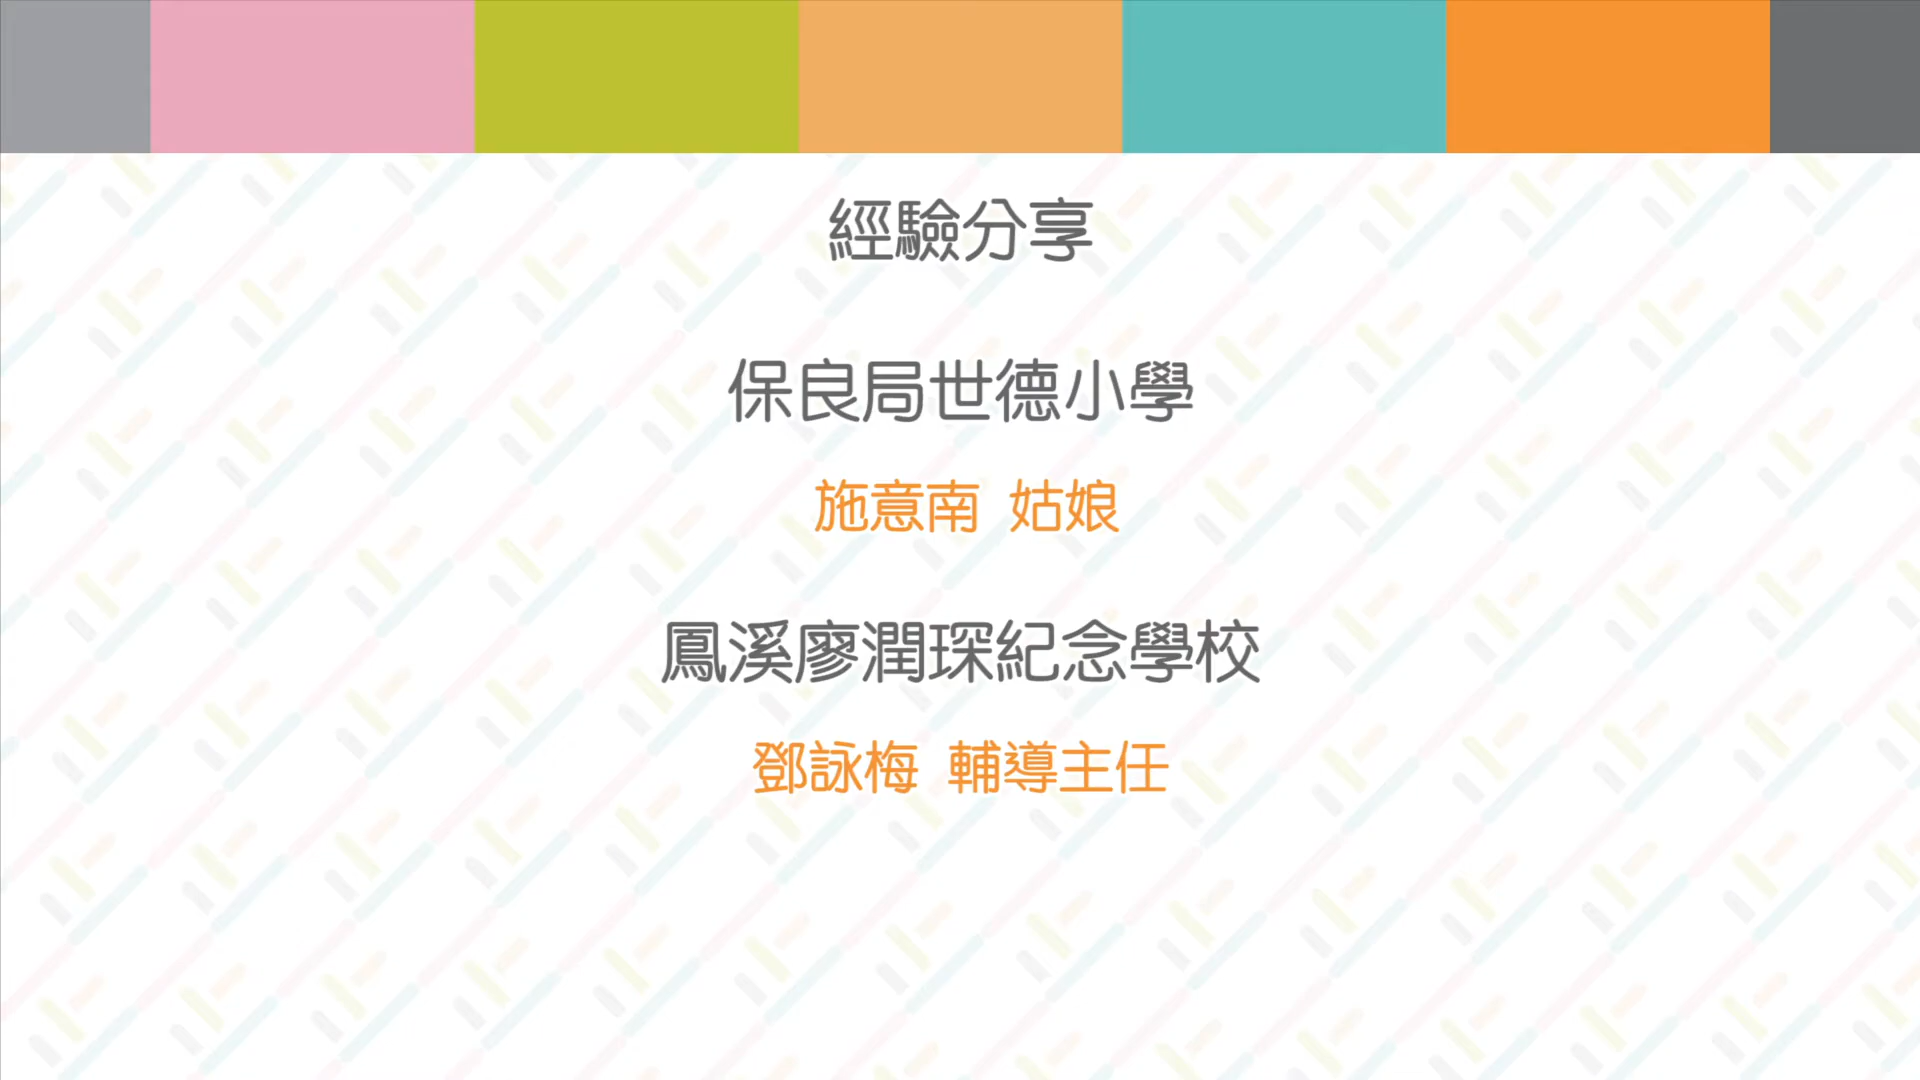 經驗分享
保良局世德小學
施意南 姑娘
鳳溪廖潤琛紀念學校
鄧詠梅 輔導主任